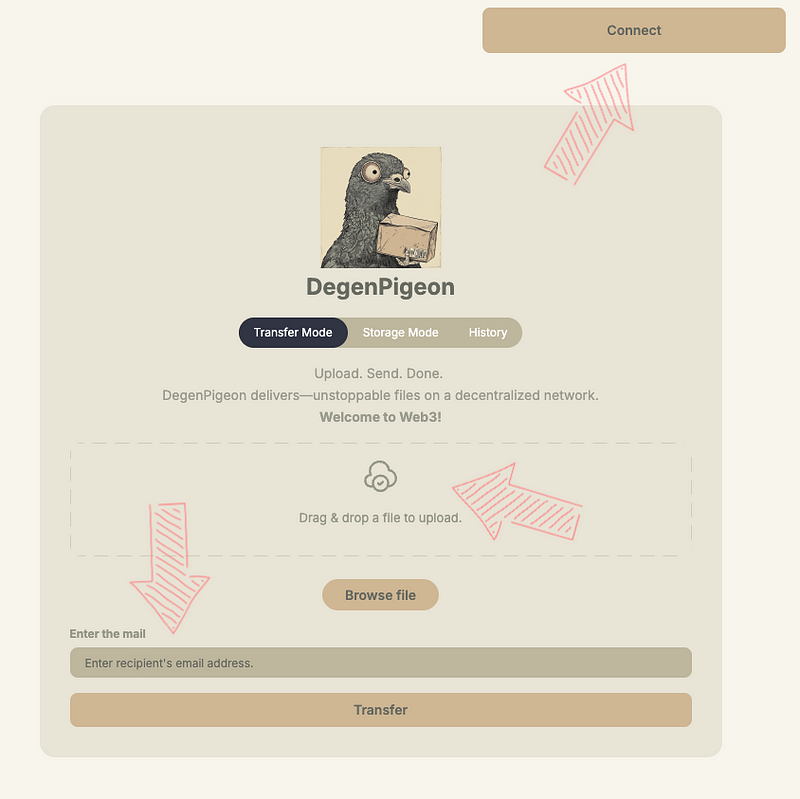 Connect
DegenPigeon
Transfer Mode
Storage Mode
History
Upload. Send. Done.
DegenPigeon delivers—unstoppable files on a decentralized network.
Welcome to Web3!
Drag & drop a file to upload.
Browse file
Enter the mail
Enter recipient's email address.
Transfer